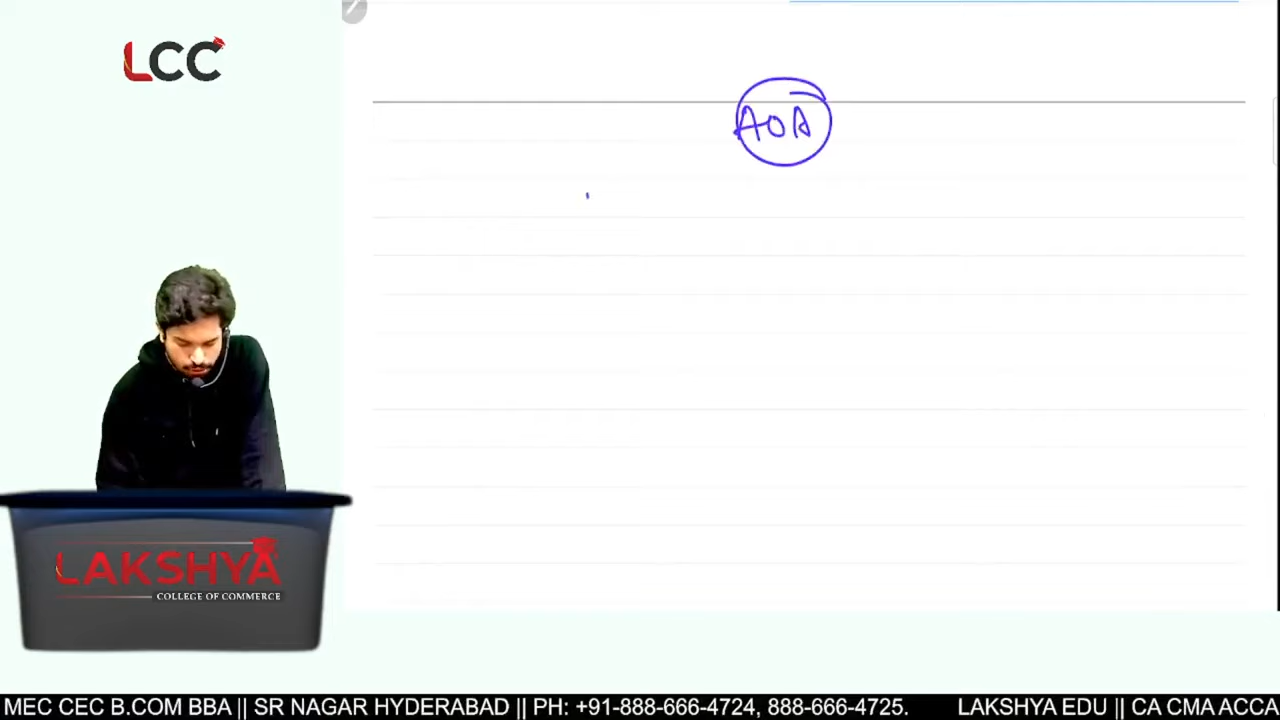 LCC
AOA
LAKSHYA
COLLEGE OF COMMERCE
MEC CEC B.COM BBA || SR NAGAR HYDERABAD || PH: +91-888-666-4724, 888-666-4725. LAKSHYA EDU || CA CMA ACCA